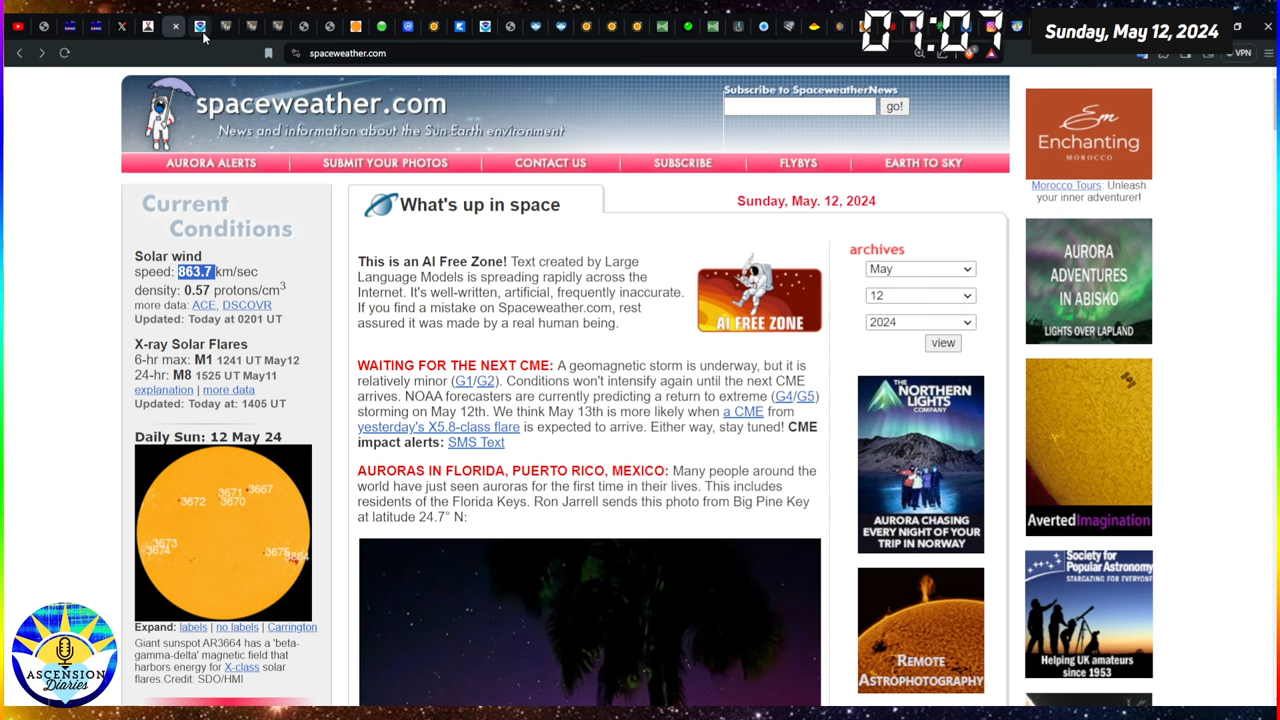 07:07
Sunday, May 12, 2024
spaceweather.com
VPN
spaceweather.com
News and information about the Sun-Earth environment
Subscribe to SpaceweatherNews
go!
AURORA ALERTS
SUBMIT YOUR PHOTOS
CONTACT US
SUBSCRIBE
FLYBYS
EARTH TO SKY
Current
Conditions
Solar wind
speed: 863.7 km/sec
density: 0.57 protons/cm3
more data: ACE, DSCOVR
Updated: Today at 0201 UT
X-ray Solar Flares
6-hr max: M1 1241 UT May12
24-hr: M8 1525 UT May11
explanation | more data
Updated: Today at: 1405 UT
Daily Sun: 12 May 24
3671 3667
3672
3670
3673
3674
3675
3664
Expand: labels | no labels | Carrington
Giant sunspot AR3664 has a 'beta-
gamma-delta' magnetic field that
harbors energy for X-class solar
flares.Credit: SDO/HMI
ASCENSION
Diaries
What's up in space
Sunday, May. 12, 2024
This is an AI Free Zone! Text created by Large
Language Models is spreading rapidly across the
Internet. It's well-written, artificial, frequently inaccurate.
If you find a mistake on Spaceweather.com, rest
assured it was made by a real human being.
AI FREE ZONE
WAITING FOR THE NEXT CME: A geomagnetic storm is underway, but it is
relatively minor (G1/G2). Conditions won't intensify again until the next CME
arrives. NOAA forecasters are currently predicting a return to extreme (G4/G5)
storming on May 12th. We think May 13th is more likely when a CME from
yesterday's X5.8-class flare is expected to arrive. Either way, stay tuned! CME
impact alerts: SMS Text
AURORAS IN FLORIDA, PUERTO RICO, MEXICO: Many people around the
world have just seen auroras for the first time in their lives. This includes
residents of the Florida Keys. Ron Jarrell sends this photo from Big Pine Key
at latitude 24.7° N:
archives
May
12
2024
view
THE
NORTHERN
LIGHTS
COMPANY
AURORA CHASING
EVERY NIGHT OF YOUR
TRIP IN NORWAY
REMOTE
ASTROPHOTOGRAPHY
Em
Enchanting
MOROCCO
Morocco Tours: Unleash
your inner adventurer!
AURORA
ADVENTURES
IN ABISKO
LIGHTS OVER LAPLAND
AvertedImagination
Society for
Popular Astronomy
STARGAZING FOR EVERYONE
Helping UK amateurs
since 1953